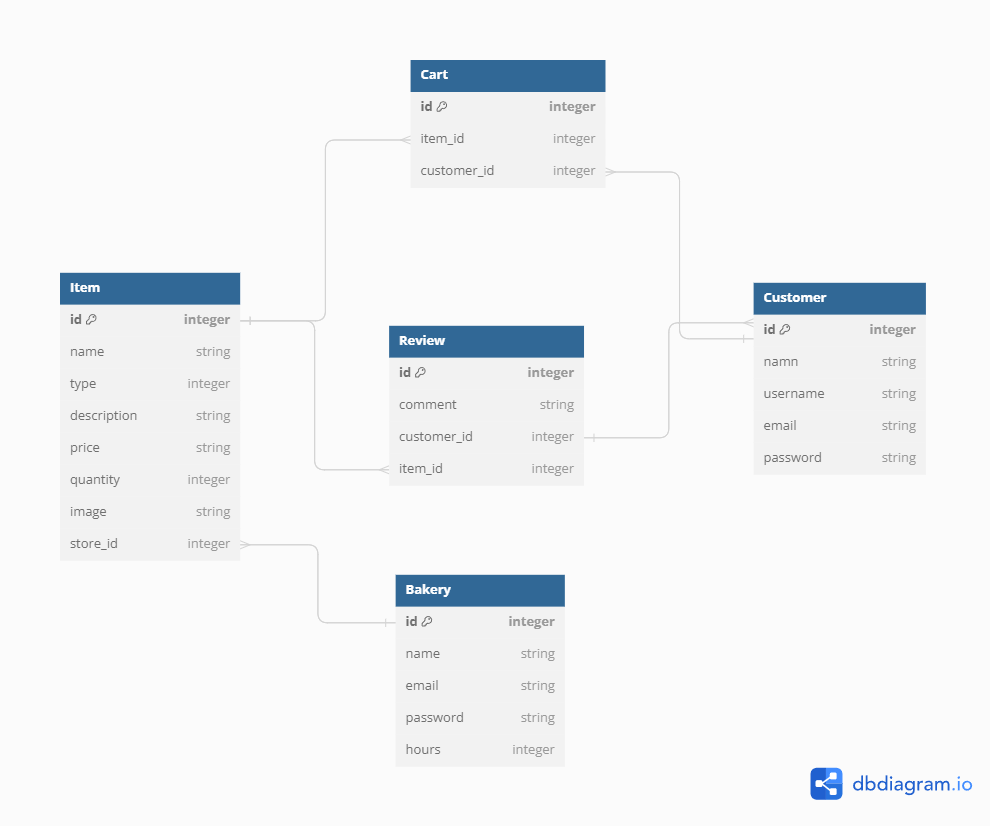 Cart
id integer
item_id integer
customer_id integer
Item
id integer
name string
type integer
description string
price string
quantity integer
image string
store_id integer
Review
id integer
comment string
customer_id integer
item_id integer
Customer
id integer
namn string
username string
email string
password string
Bakery
id integer
name string
email string
password string
hours integer
dbdiagram.io